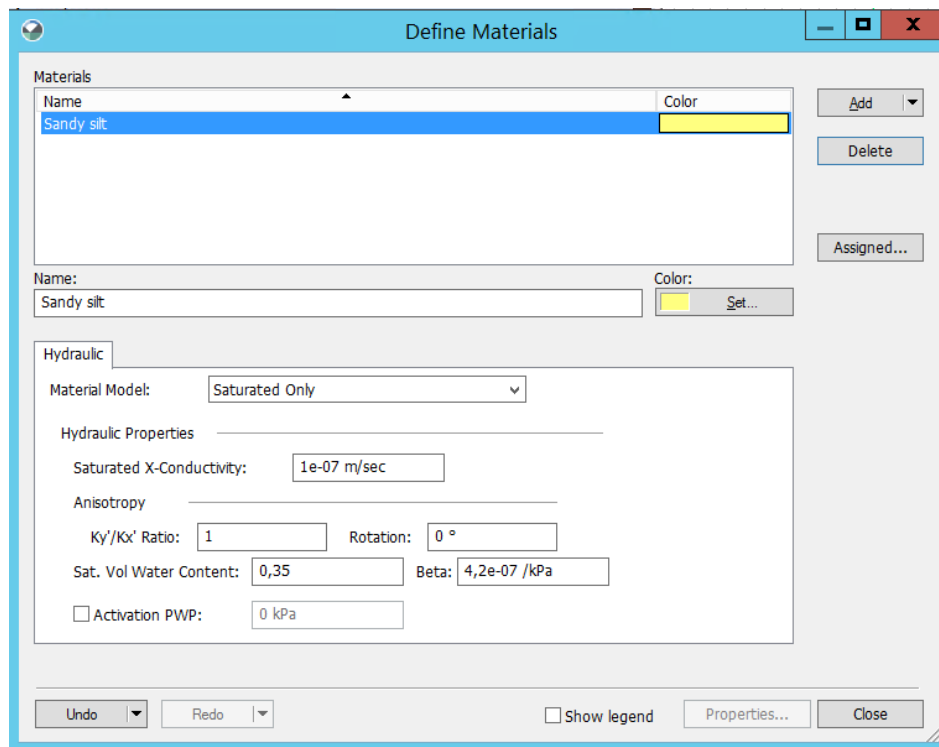 Define Materials
X
Materials
Name Color
Add
Sandy silt
Delete
Assigned...
Name: Color:
Sandy silt Set...
Hydraulic
Material Model: Saturated Only
Hydraulic Properties
Saturated X-Conductivity: 1e-07 m/sec
Anisotropy
Ky'/Kx' Ratio: 1 Rotation: 0 °
Sat. Vol Water Content: 0,35 Beta: 4,2e-07 /kPa
Activation PWP: 0 kPa
Undo Redo Show legend Properties... Close